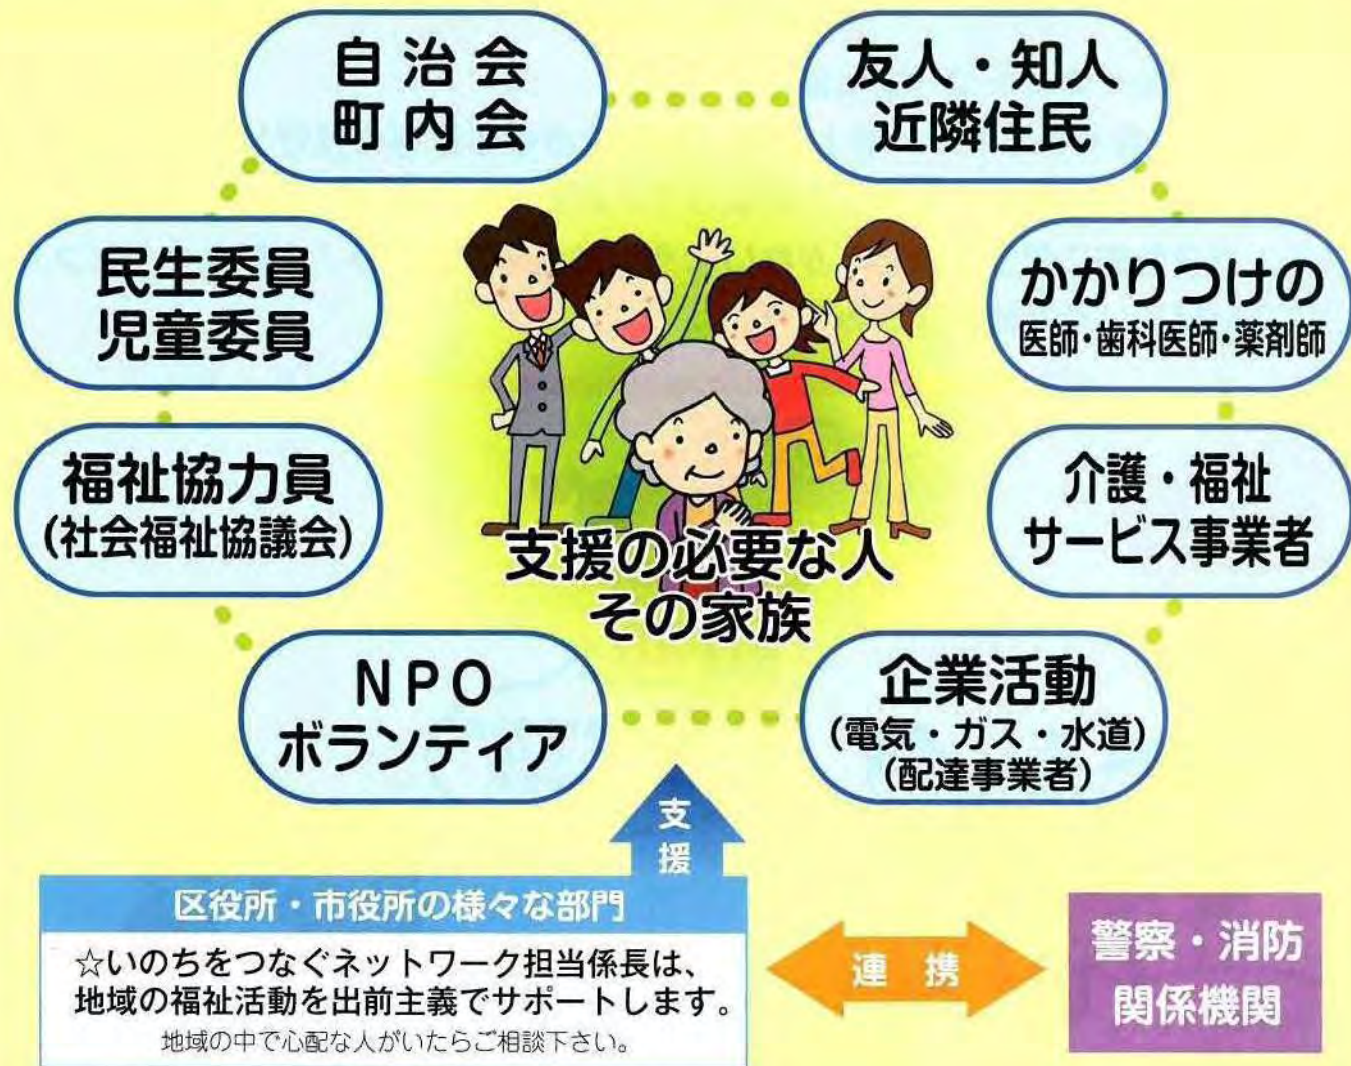 自治会
町内会
友人・知人
近隣住民
民生委員
児童委員
かかりつけの
医師・歯科医師・薬剤師
福祉協力員
(社会福祉協議会)
介護・福祉
サービス事業者
支援の必要な人
その家族
NPO
ボランティア
企業活動
(電気・ガス・水道)
(配達事業者)
支援
区役所・市役所の様々な部門
☆いのちをつなぐネットワーク担当係長は、
地域の福祉活動を出前主義でサポートします。
地域の中で心配な人がいたらご相談下さい。
連携
警察・消防
関係機関